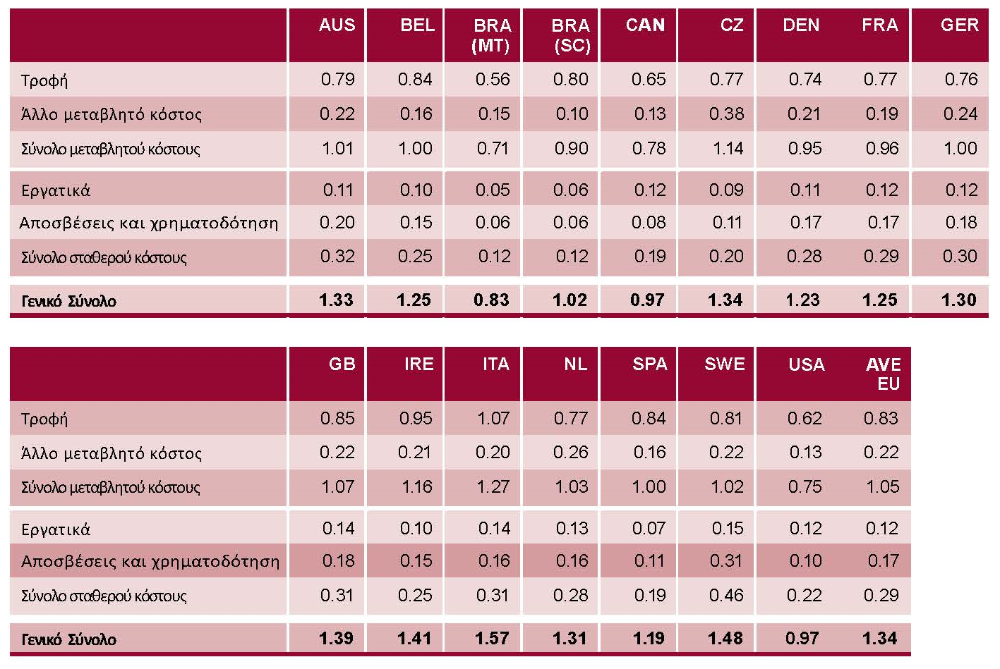 AUS BEL BRA (MT) BRA (SC) CAN CZ DEN FRA GER
Τροφή 0.79 0.84 0.56 0.80 0.65 0.77 0.74 0.77 0.76
Άλλο μεταβλητό κόστος 0.22 0.16 0.15 0.10 0.13 0.38 0.21 0.19 0.24
Σύνολο μεταβλητού κόστους 1.01 1.00 0.71 0.90 0.78 1.14 0.95 0.96 1.00
Εργατικά 0.11 0.10 0.05 0.06 0.12 0.09 0.11 0.12 0.12
Αποσβέσεις και χρηματοδότηση 0.20 0.15 0.06 0.06 0.08 0.11 0.17 0.17 0.18
Σύνολο σταθερού κόστους 0.32 0.25 0.12 0.12 0.19 0.20 0.28 0.29 0.30
Γενικό Σύνολο 1.33 1.25 0.83 1.02 0.97 1.34 1.23 1.25 1.30
GB IRE ITA NL SPA SWE USA AVE EU
Τροφή 0.85 0.95 1.07 0.77 0.84 0.81 0.62 0.83
Άλλο μεταβλητό κόστος 0.22 0.21 0.20 0.26 0.16 0.22 0.13 0.22
Σύνολο μεταβλητού κόστους 1.07 1.16 1.27 1.03 1.00 1.02 0.75 1.05
Εργατικά 0.14 0.10 0.14 0.13 0.07 0.15 0.12 0.12
Αποσβέσεις και χρηματοδότηση 0.18 0.15 0.16 0.16 0.11 0.31 0.10 0.17
Σύνολο σταθερού κόστους 0.31 0.25 0.31 0.28 0.19 0.46 0.22 0.29
Γενικό Σύνολο 1.39 1.41 1.57 1.31 1.19 1.48 0.97 1.34